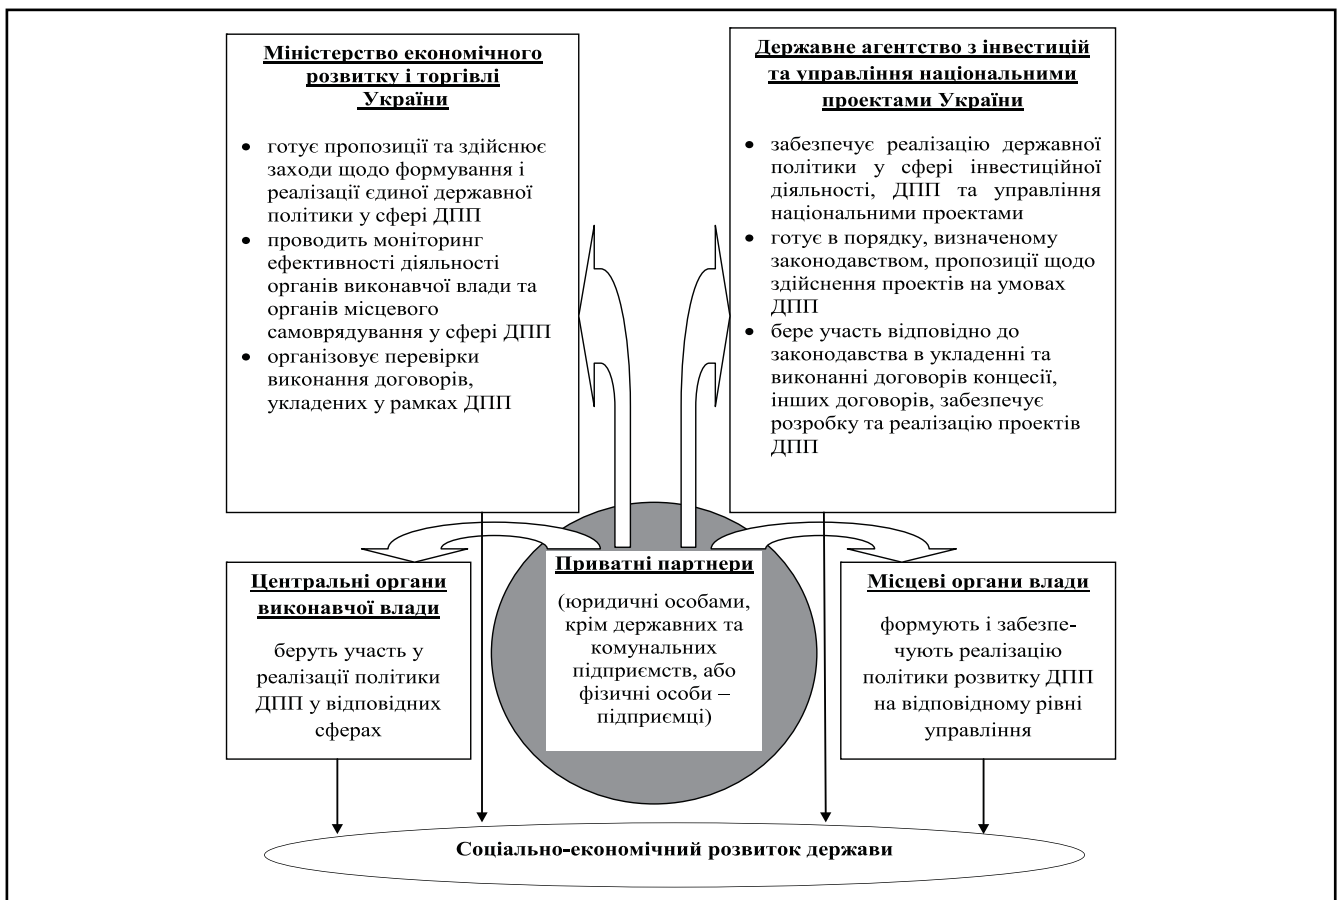 Міністерство економічного
розвитку і торгівлі
України
• готує пропозиції та здійснює
заходи щодо формування і
реалізації єдиної державної
політики у сфері ДПП
• проводить моніторинг
ефективності діяльності
органів виконавчої влади та
органів місцевого
самоврядування у сфері ДПП
• організовує перевірки
виконання договорів,
укладених у рамках ДПП
Державне агентство з інвестицій
та управління національними
проектами України
• забезпечує реалізацію державної
політики у сфері інвестиційної
діяльності, ДПП та управління
національними проектами
• готує в порядку, визначеному
законодавством, пропозиції щодо
здійснення проектів на умовах
ДПП
• бере участь відповідно до
законодавства в укладенні та
виконанні договорів концесії,
інших договорів, забезпечує
розробку та реалізацію проектів
ДПП
Центральні органи
виконавчої влади
беруть участь у
реалізації політики
ДПП у відповідних
сферах
Приватні партнери
(юридичні особами,
крім державних та
комунальних
підприємств, або
фізичні особи –
підприємці)
Місцеві органи влади
формують і забезпе-
чують реалізацію
політики розвитку ДПП
на відповідному рівні
управління
Соціально-економічний розвиток держави